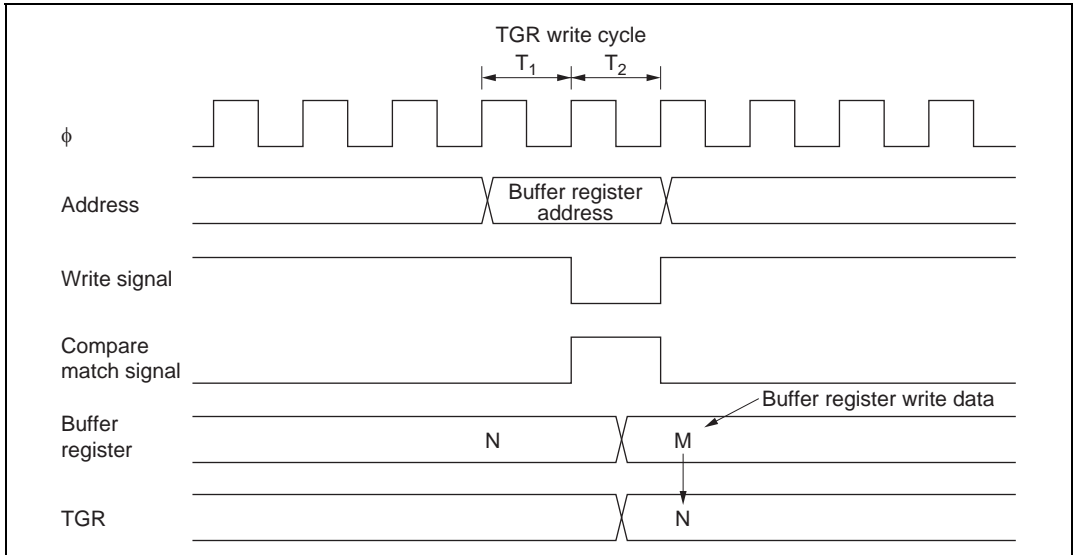 TGR write cycle
T₁ T₂
ϕ
Address
Buffer register
address
Write signal
Compare
match signal
Buffer register write data
Buffer
register
N M
TGR
N